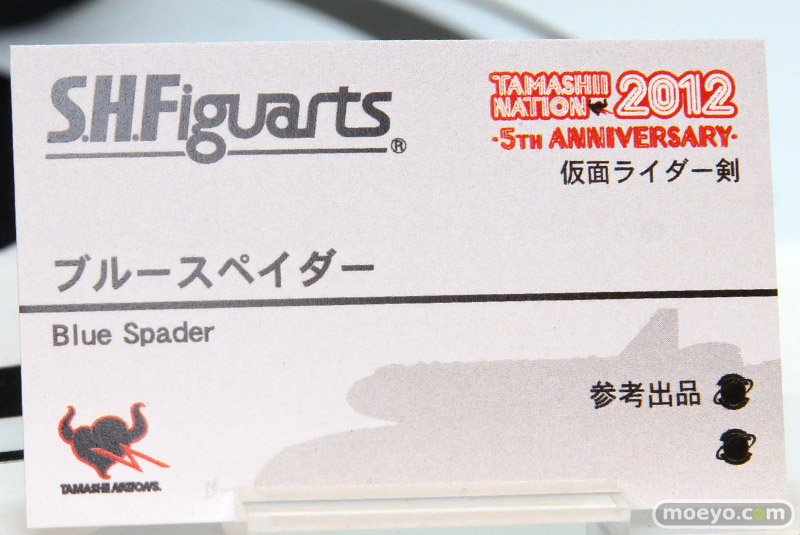 S.H.Figuarts®
TAMASHII
NATION 2012
·5TH ANNIVERSARY·
仮面ライダー剣
ブルースペイダー
Blue Spader
参考出品
TAMASHII NATIONS.
moeyo.com